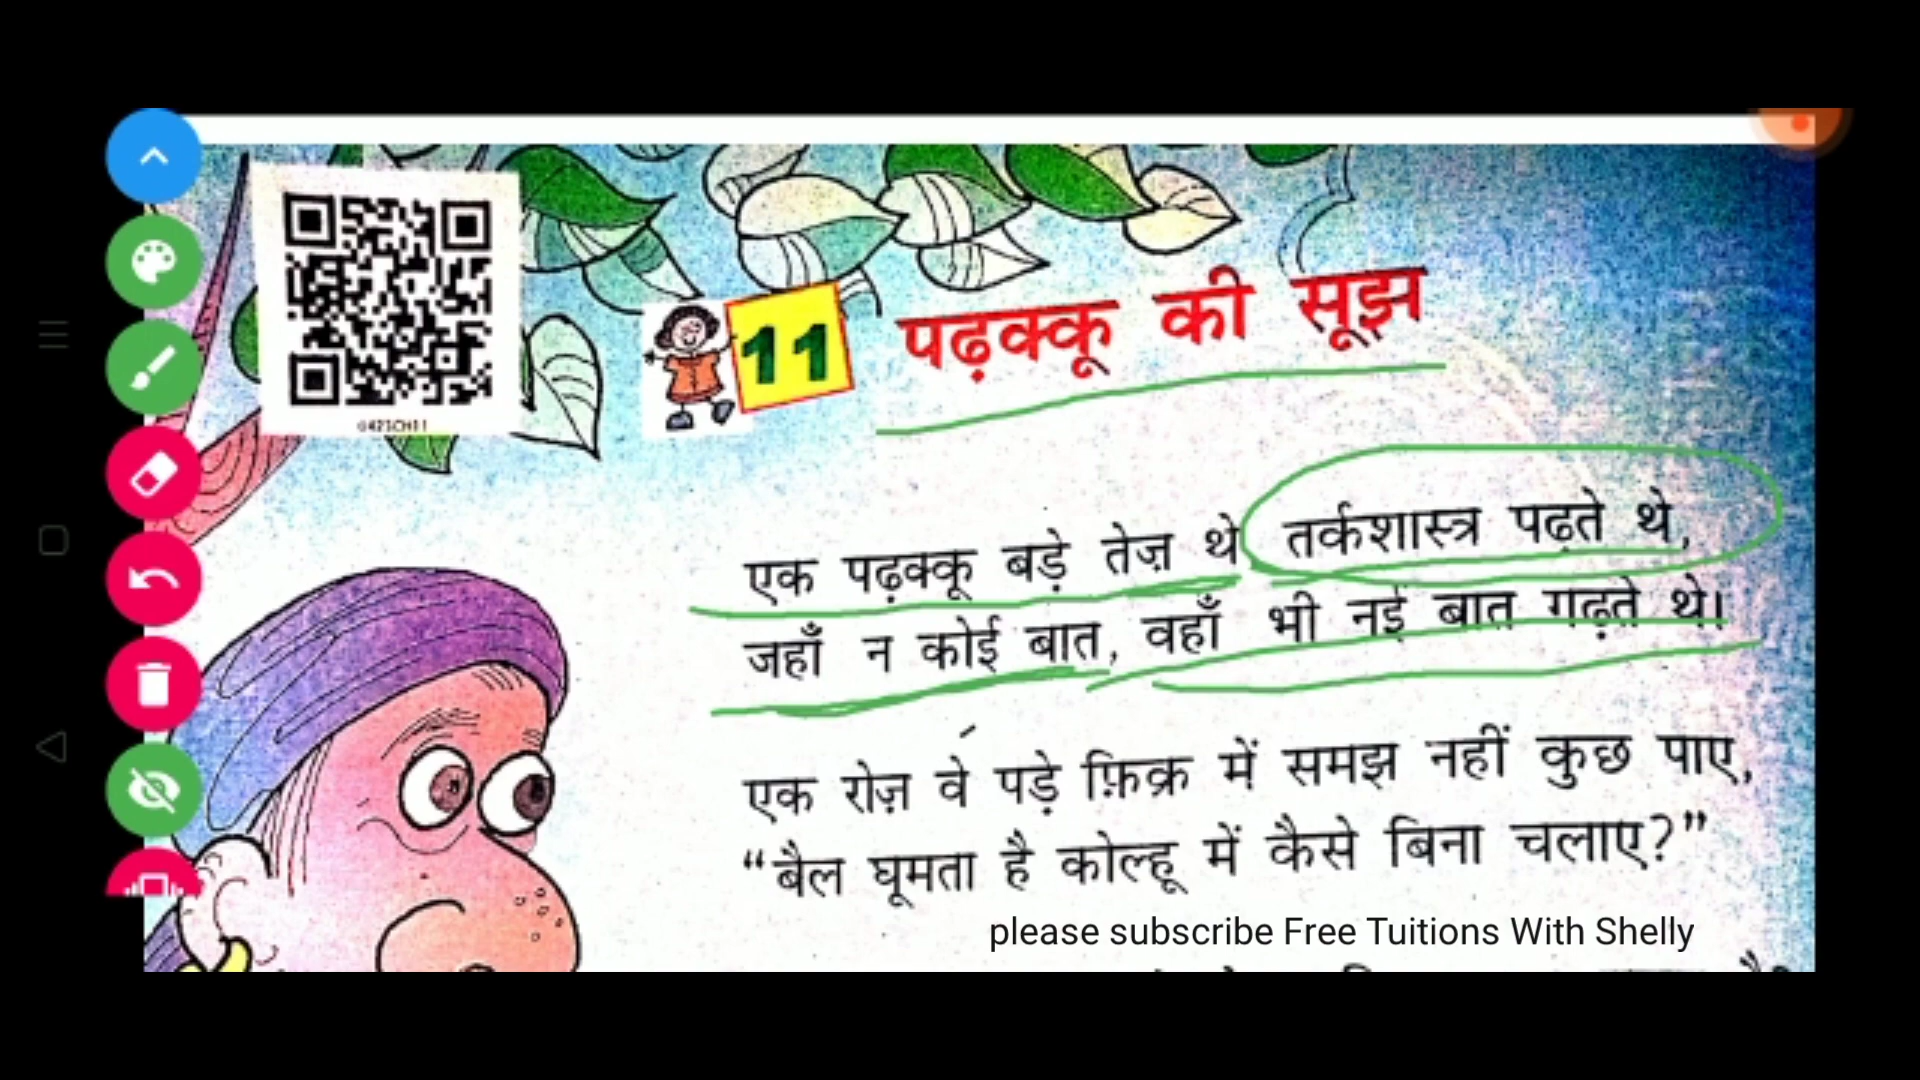 11 पढ़क्कू की सूझ
एक पढ़क्कू बड़े तेज़ थे तर्कशास्त्र पढ़ते थे,
जहाँ न कोई बात, वहाँ भी नई बात गढ़ते थे।
एक रोज़ वे पड़े फ़िक्र में समझ नहीं कुछ पाए,
“बैल घूमता है कोल्हू में कैसे बिना चलाए?”
please subscribe Free Tuitions With Shelly